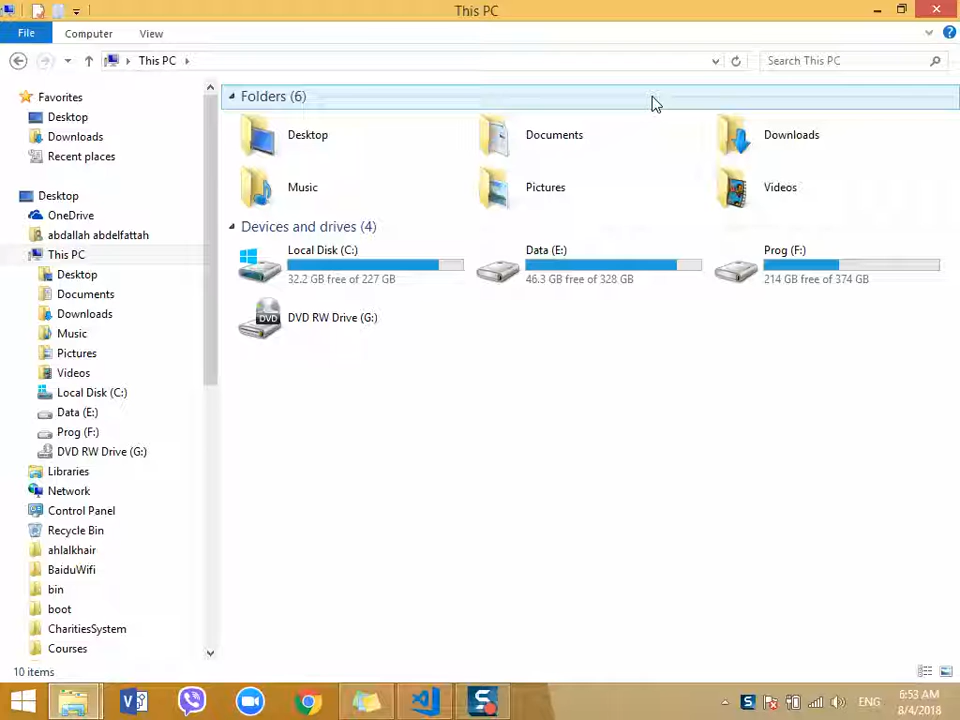 This PC
File
Computer
View
This PC
Search This PC
Favorites
Desktop
Downloads
Recent places
Desktop
OneDrive
abdallah abdelfattah
This PC
Desktop
Documents
Downloads
Music
Pictures
Videos
Local Disk (C:)
Data (E:)
Prog (F:)
DVD RW Drive (G:)
Libraries
Network
Control Panel
Recycle Bin
ahlalkhair
BaiduWifi
bin
boot
CharitiesSystem
Courses
Folders (6)
Desktop
Documents
Downloads
Music
Pictures
Videos
Devices and drives (4)
Local Disk (C:)
32.2 GB free of 227 GB
Data (E:)
46.3 GB free of 328 GB
Prog (F:)
214 GB free of 374 GB
DVD
DVD RW Drive (G:)
10 items
ENG
6:53 AM
8/4/2018